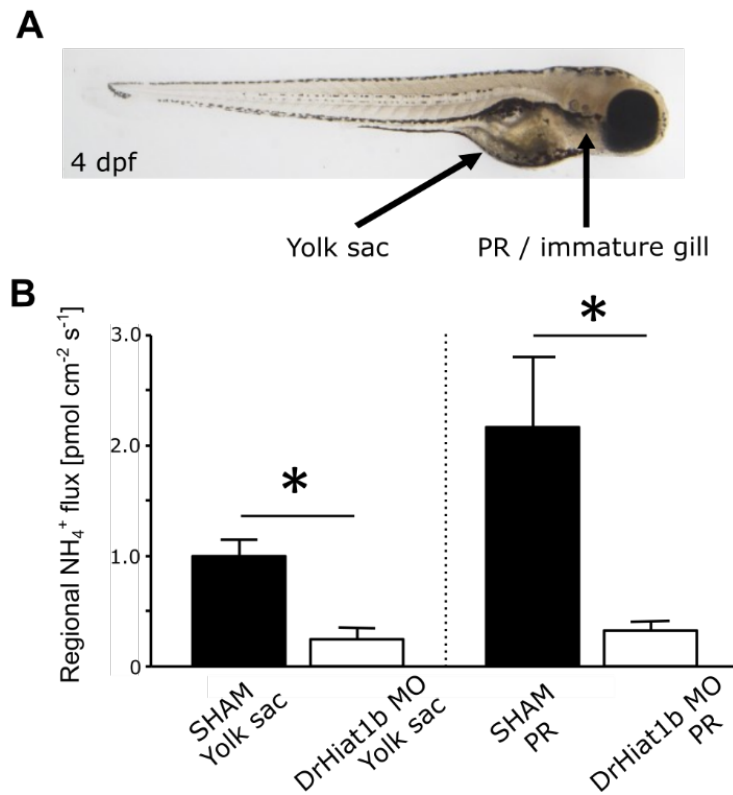 A
4 dpf
Yolk sac
PR / immature gill
B
Regional NH₄⁺ flux [pmol cm⁻² s⁻¹]
3.0
2.0
1.0
0
*
*
SHAM
Yolk sac
DrHiat1b MO
Yolk sac
SHAM
PR
DrHiat1b MO
PR